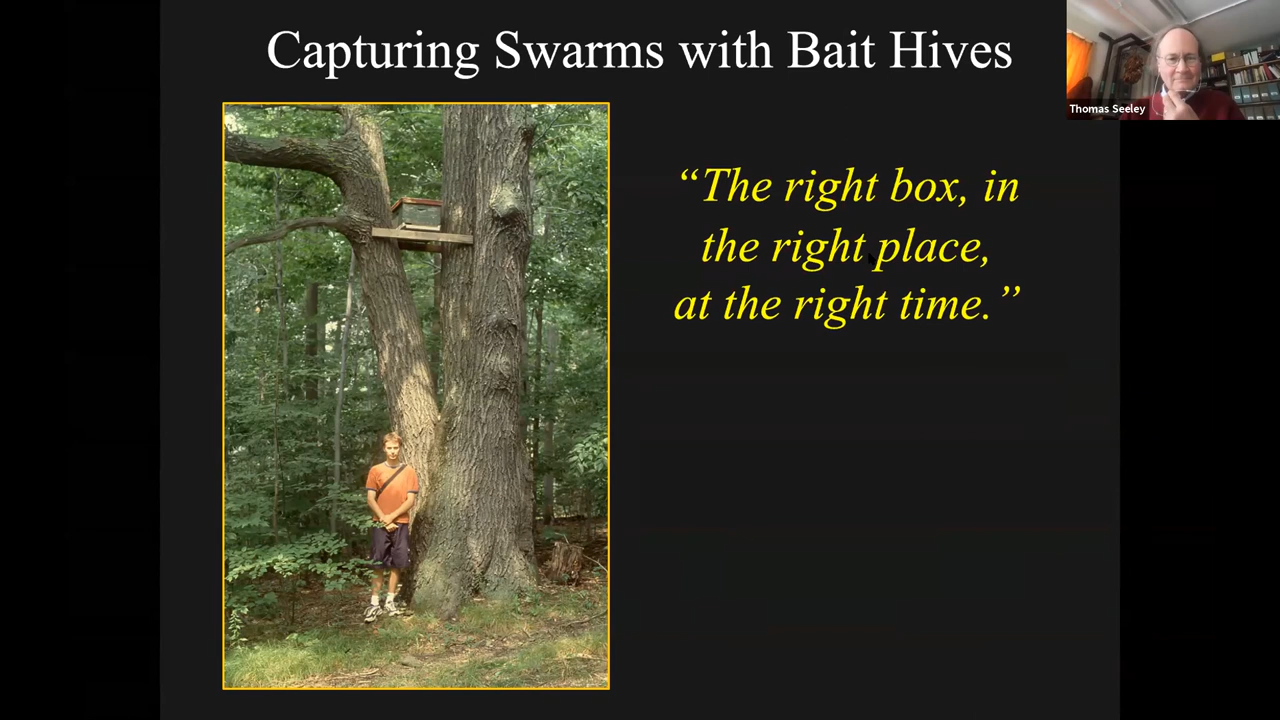 Capturing Swarms with Bait Hives
Thomas Seeley
“The right box, in
the right place,
at the right time.”